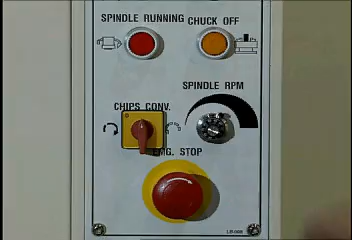 SPINDLE RUNNING
CHUCK OFF
SPINDLE RPM
CHIPS CONV.
EMG. STOP